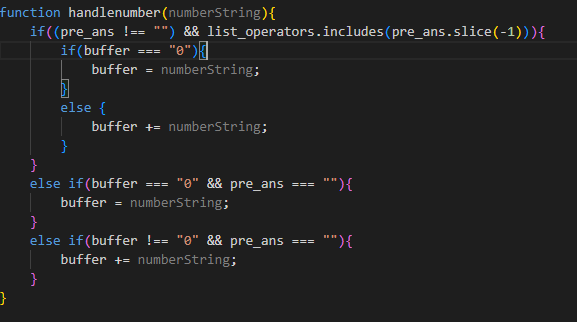 function handlenumber(numberString){
    if((pre_ans !== "") && list_operators.includes(pre_ans.slice(-1))){
        if(buffer === "0"){
            buffer = numberString;
        }
        else {
            buffer += numberString;
        }
    }
    else if(buffer === "0" && pre_ans === ""){
        buffer = numberString;
    }
    else if(buffer !== "0" && pre_ans === ""){
        buffer += numberString;
    }
}